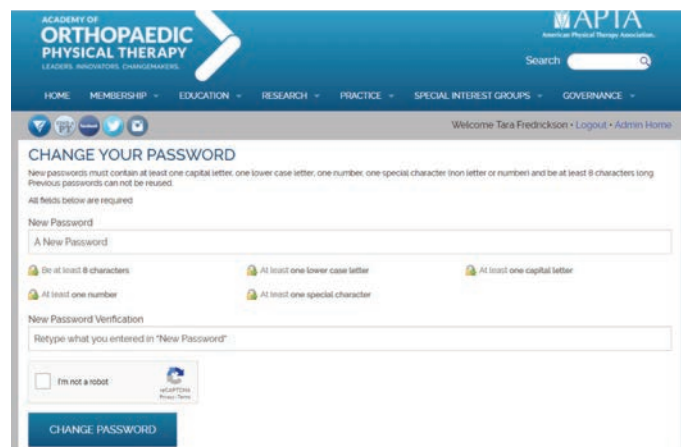 ACADEMY OF
ORTHOPAEDIC
PHYSICAL THERAPY
LEADERS. INNOVATORS. CHANGEMAKERS.
APTA
American Physical Therapy Association.
Search
HOME MEMBERSHIP EDUCATION RESEARCH PRACTICE SPECIAL INTEREST GROUPS GOVERNANCE
facebook
Welcome Tara Fredrickson • Logout • Admin Home
CHANGE YOUR PASSWORD
New passwords must contain at least one capital letter, one lower case letter, one number, one special character (non letter or number) and be at least 8 characters long.
Previous passwords can not be reused.
All fields below are required
New Password
A New Password
Be at least 8 characters At least one lower case letter At least one capital letter
At least one number At least one special character
New Password Verification
Retype what you entered in "New Password"
I'm not a robot
reCAPTCHA
Privacy - Terms
CHANGE PASSWORD